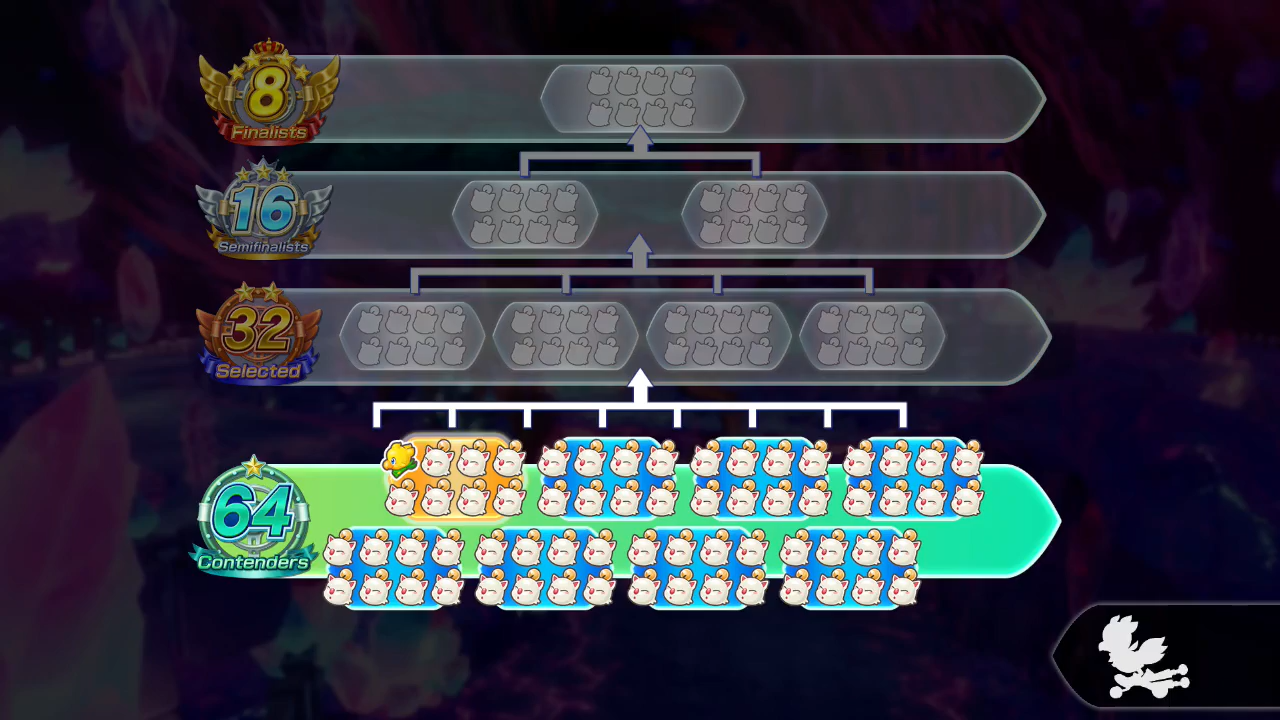 8
Finalists
16
Semifinalists
32
Selected
64
Contenders